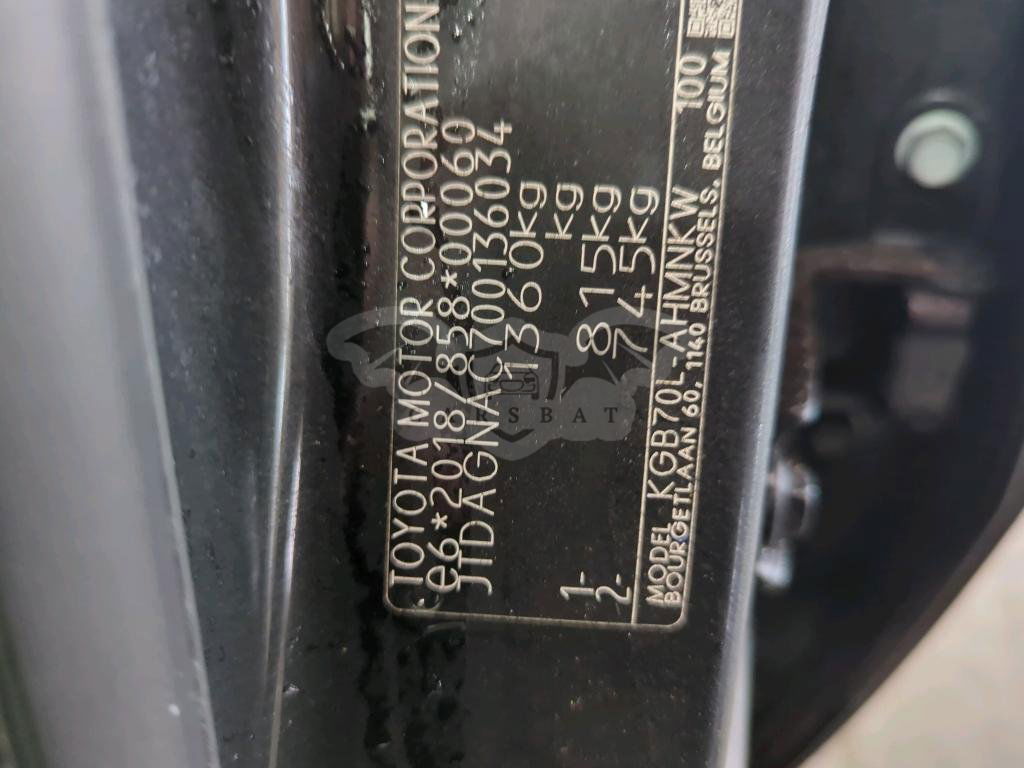 TOYOTA MOTOR CORPORATION
e6*2018/858*00060
JTDAGNAC700136034
1360kg
kg
1- 815kg
2- 745kg
MODEL KGB70L-AHMNKW 100
BOURGETLAAN 60, 1140 BRUSSELS, BELGIUM
RSBAT